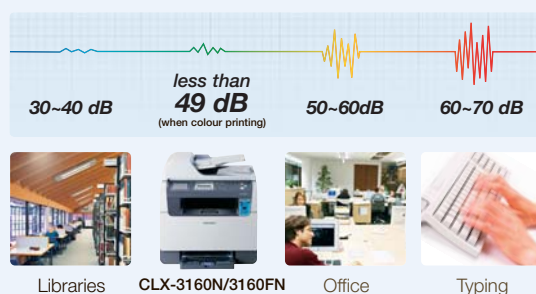 30~40 dB
less than
49 dB
(when colour printing)
50~60dB
60~70 dB
Libraries
CLX-3160N/3160FN
Office
Typing